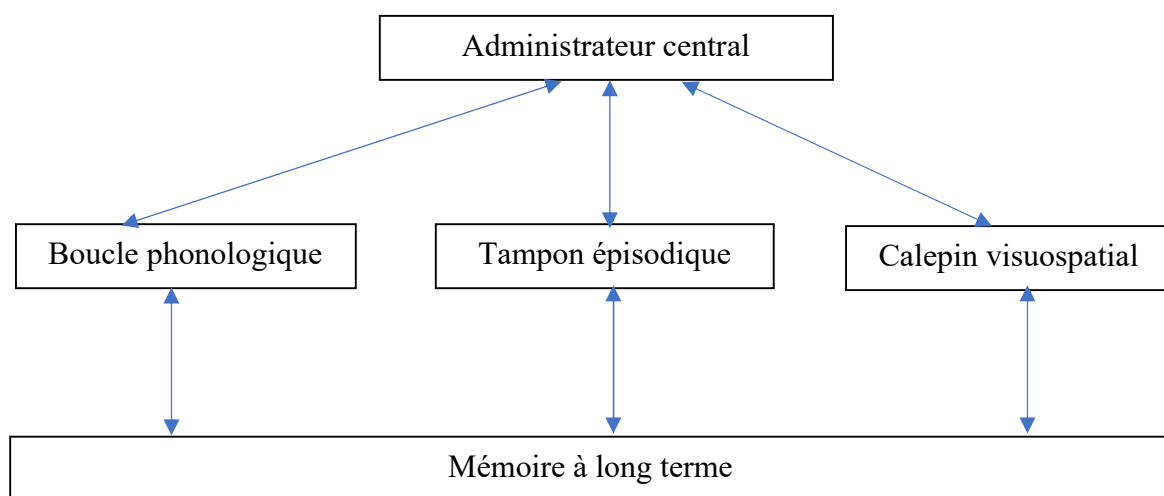 Administrateur central
Boucle phonologique
Tampon épisodique
Calepin visuospatial
Mémoire à long terme